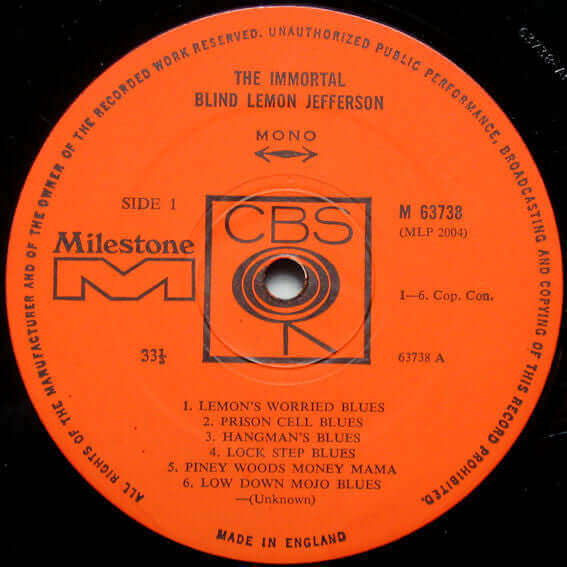 ALL RIGHTS OF THE MANUFACTURER AND OF THE OWNER OF THE RECORDED WORK RESERVED. UNAUTHORIZED PUBLIC PERFORMANCE, BROADCASTING AND COPYING OF THIS RECORD PROHIBITED.
THE IMMORTAL
BLIND LEMON JEFFERSON
MONO
SIDE 1
CBS
M 63738
(MLP 2004)
Milestone
M
1—6. Cop. Con.
33⅓
63738 A
1. LEMON'S WORRIED BLUES
2. PRISON CELL BLUES
3. HANGMAN'S BLUES
4. LOCK STEP BLUES
5. PINEY WOODS MONEY MAMA
6. LOW DOWN MOJO BLUES
—(Unknown)
MADE IN ENGLAND